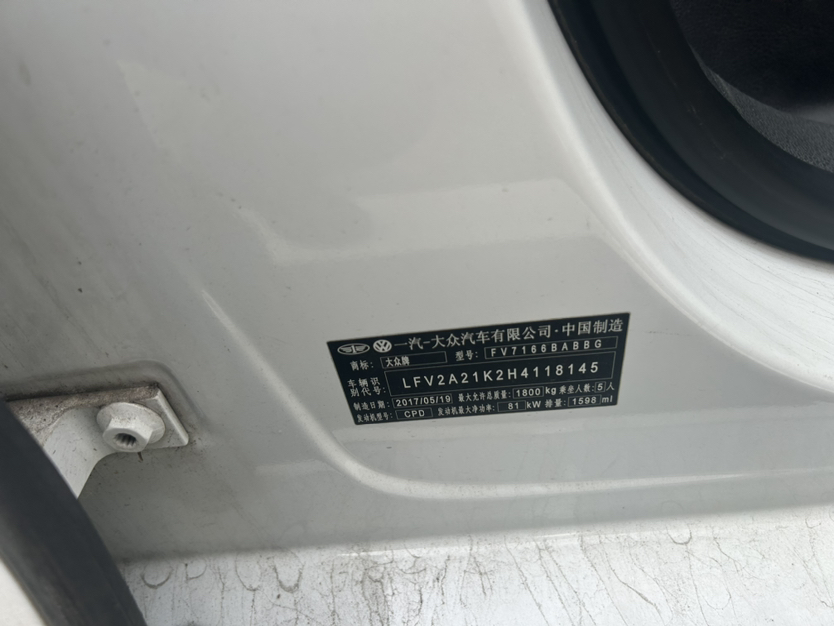 一汽-大众汽车有限公司·中国制造
商标: 大众牌 型号: FV7166BABBG
车辆识别代号: LFV2A21K2H4118145
制造日期: 2017/05/19 最大允许总质量: 1800 kg 乘坐人数: 5 人
发动机型号: CPD 发动机最大净功率: 81 kW 排量: 1598 ml